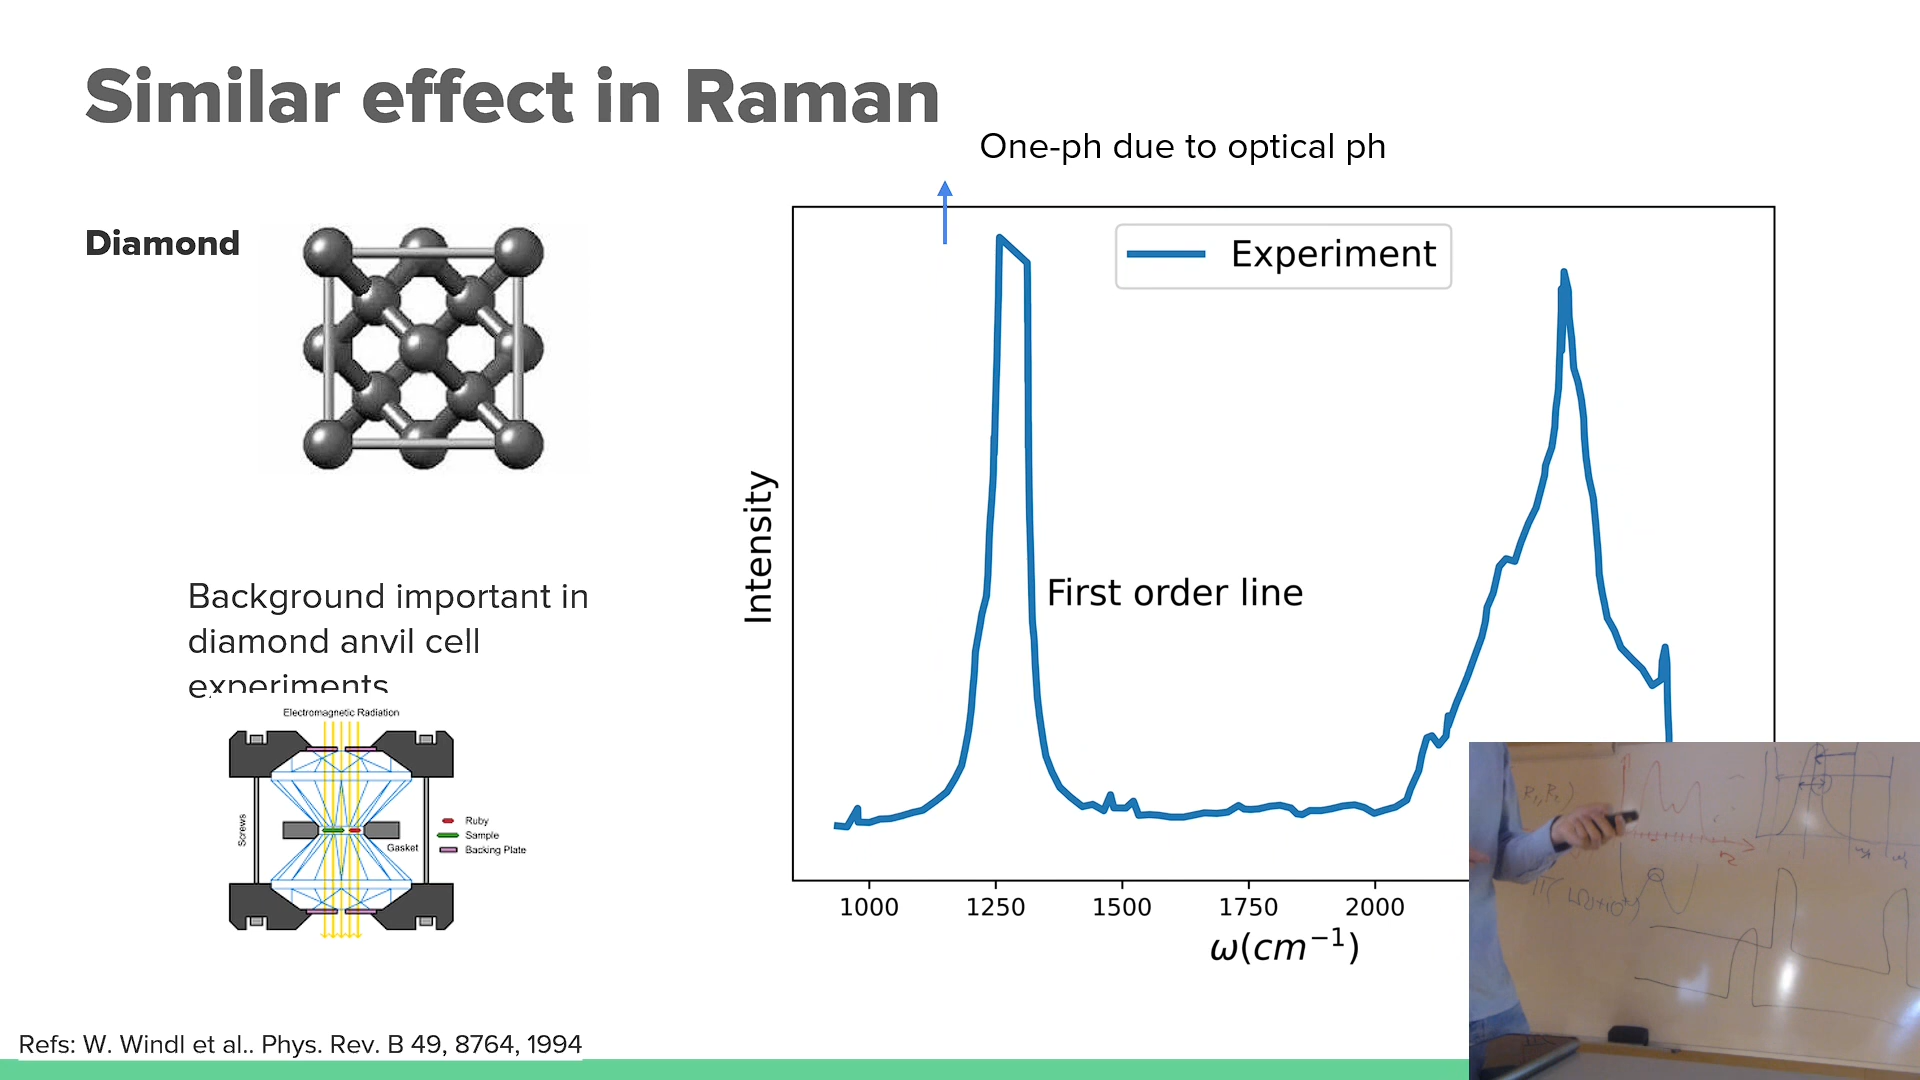 Similar effect in Raman
One-ph due to optical ph
Diamond
Experiment
Intensity
First order line
Background important in
diamond anvil cell
experiments
Electromagnetic Radiation
Screws
Ruby
Sample
Gasket
Backing Plate
1000 1250 1500 1750 2000
ω(cm⁻¹)
Refs: W. Windl et al.. Phys. Rev. B 49, 8764, 1994